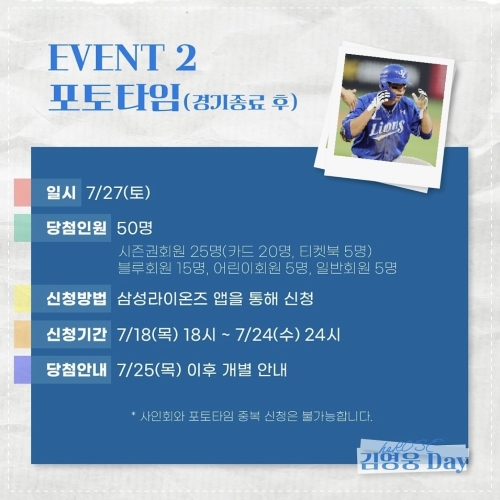 EVENT 2
포토타임(경기종료 후)
Lions
일시 7/27(토)
당첨인원 50명
시즌권회원 25명(카드 20명, 티켓북 5명)
블루회원 15명, 어린이회원 5명, 일반회원 5명
신청방법 삼성라이온즈 앱을 통해 신청
신청기간 7/18(목) 18시 ~ 7/24(수) 24시
당첨안내 7/25(목) 이후 개별 안내
* 사인회와 포토타임 중복 신청은 불가능합니다.
김영웅 Day